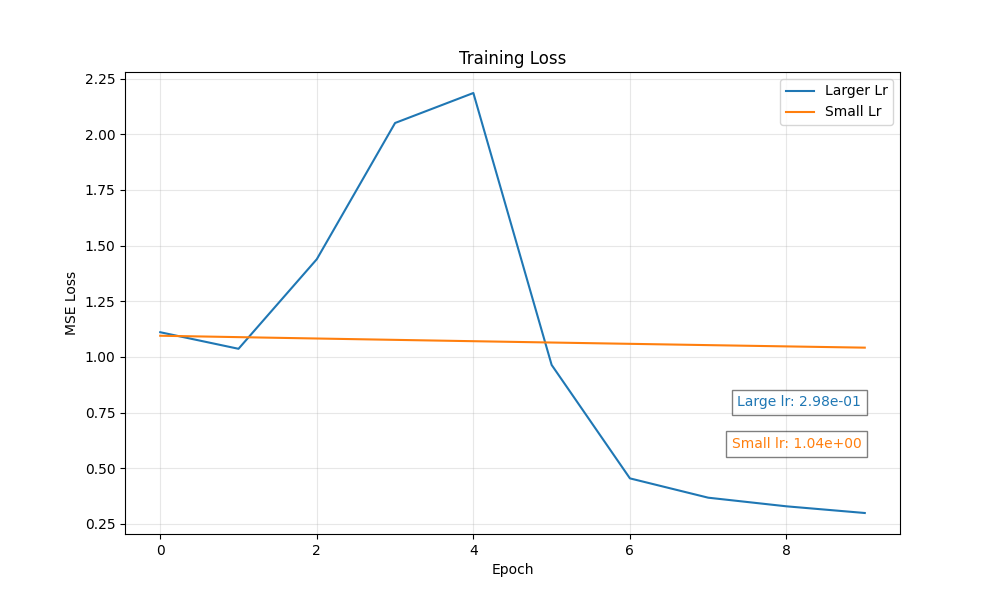 Training Loss
2.25
2.00
1.75
1.50
1.25
1.00
0.75
0.50
0.25
MSE Loss
Larger Lr
Small Lr
Large lr: 2.98e-01
Small lr: 1.04e+00
0 2 4 6 8
Epoch